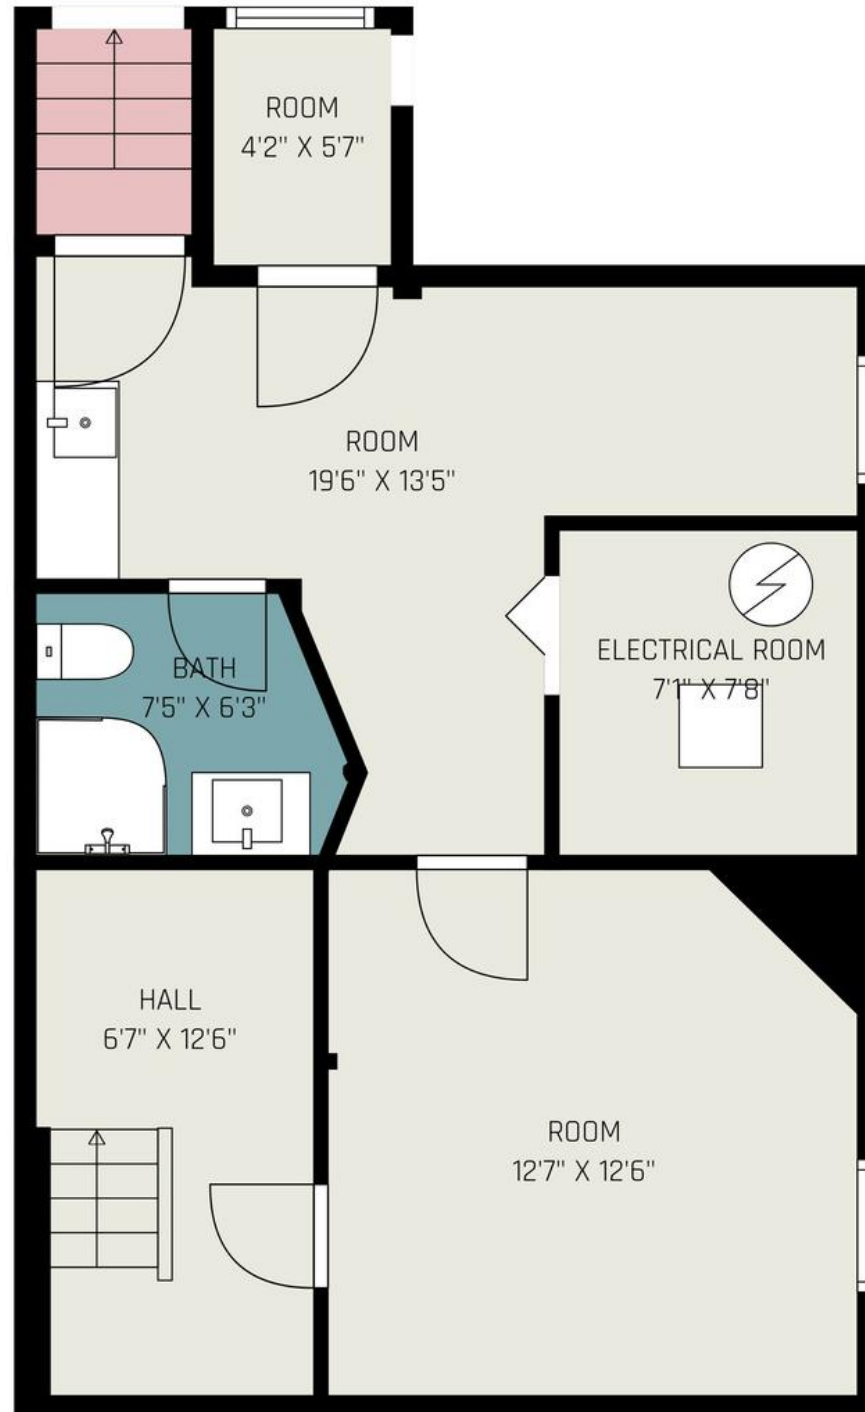 ROOM
4'2" X 5'7"
ROOM
19'6" X 13'5"
ELECTRICAL ROOM
7'1" X 7'8"
BATH
7'5" X 6'3"
HALL
6'7" X 12'6"
ROOM
12'7" X 12'6"